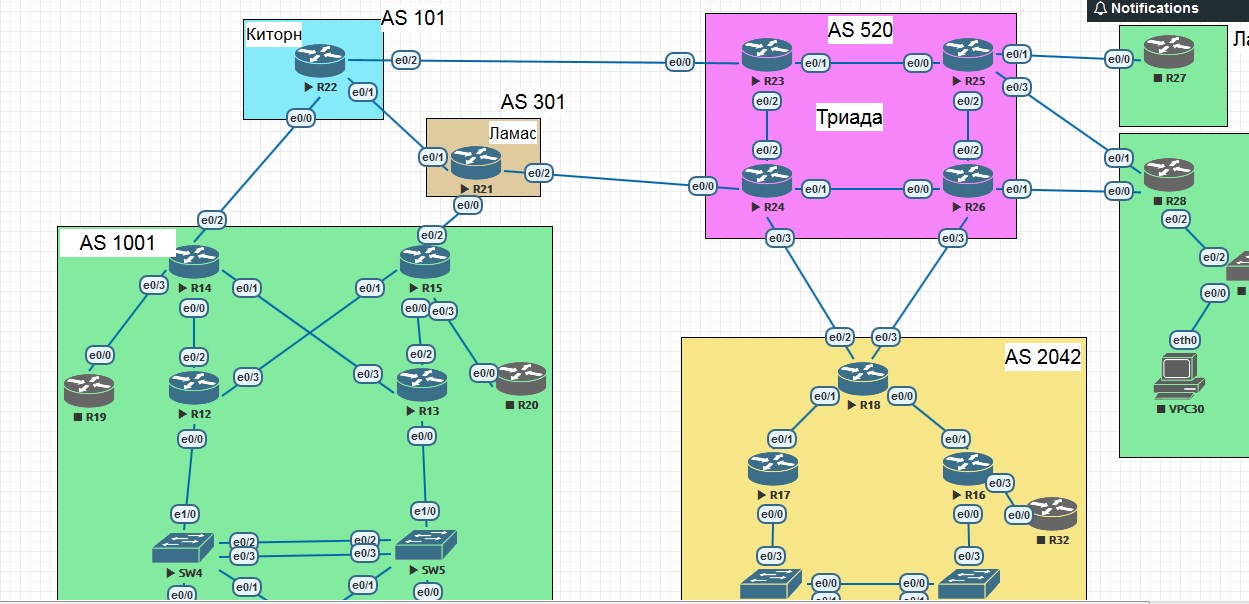 Notifications
AS 101
Киторн
AS 520
e0/2
e0/0
R23
e0/1
e0/0
R25
e0/1
e0/0
R27
R22
e0/1
e0/0
AS 301
Ламас
e0/2
e0/2
e0/3
Триада
e0/1
R21
e0/2
e0/0
e0/2
e0/2
e0/1
e0/0
R24
e0/1
e0/0
R26
e0/1
e0/0
R28
e0/0
e0/2
e0/2
AS 1001
e0/2
e0/3
e0/3
e0/2
e0/0
e0/3
R14
e0/1
e0/1
R15
e0/0
e0/0
e0/3
eth0
VPC30
e0/0
e0/2
e0/2
R19
R12
e0/3
e0/3
R13
e0/0
R20
e0/0
e0/0
e0/2
e0/3
AS 2042
R18
e0/1
e0/0
e0/1
e0/1
R17
R16
e0/3
e0/0
e0/0
e0/0
R32
e1/0
e1/0
e0/2
e0/2
e0/3
e0/3
SW4
SW5
e0/1
e0/1
e0/0
e0/0
e0/3
e0/3
e0/0
e0/0